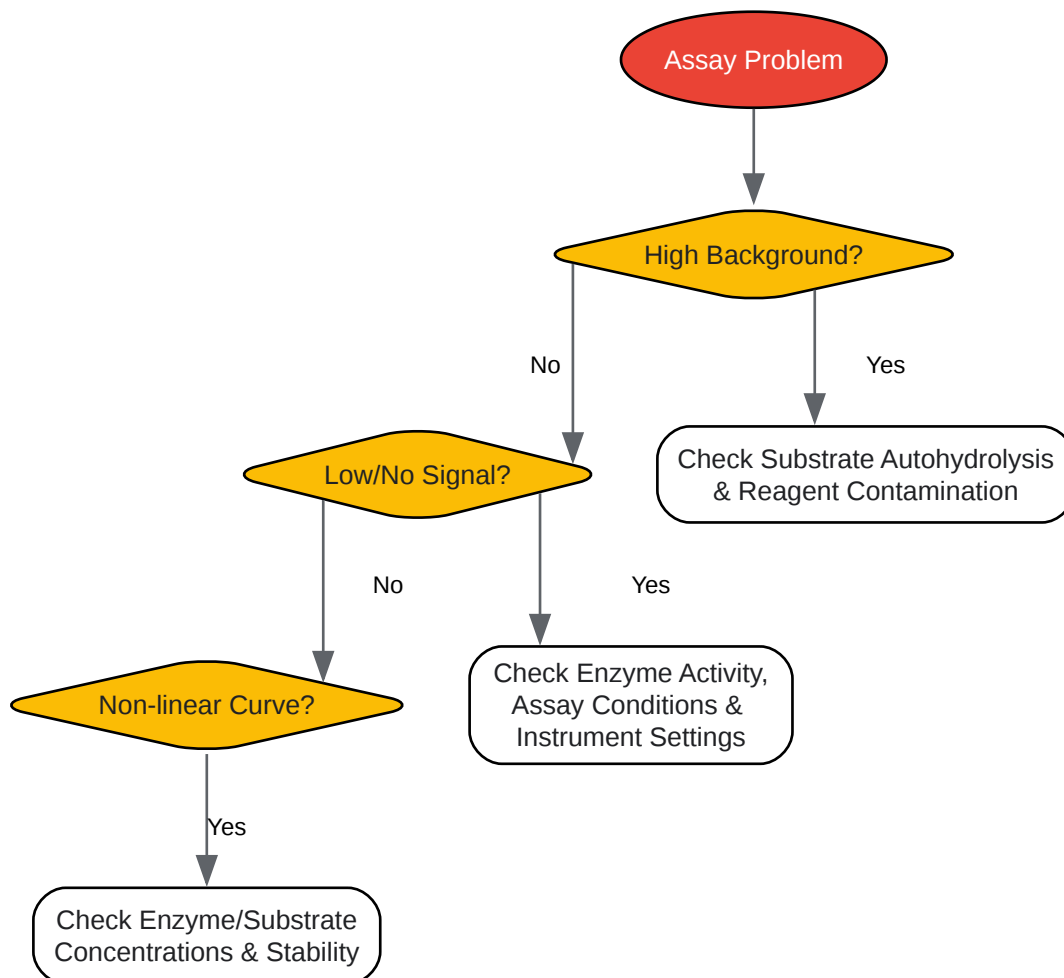 Assay Problem
High Background?
No
Yes
Check Substrate Autohydrolysis
& Reagent Contamination
Low/No Signal?
No
Yes
Check Enzyme Activity,
Assay Conditions &
Instrument Settings
Non-linear Curve?
Yes
Check Enzyme/Substrate
Concentrations & Stability